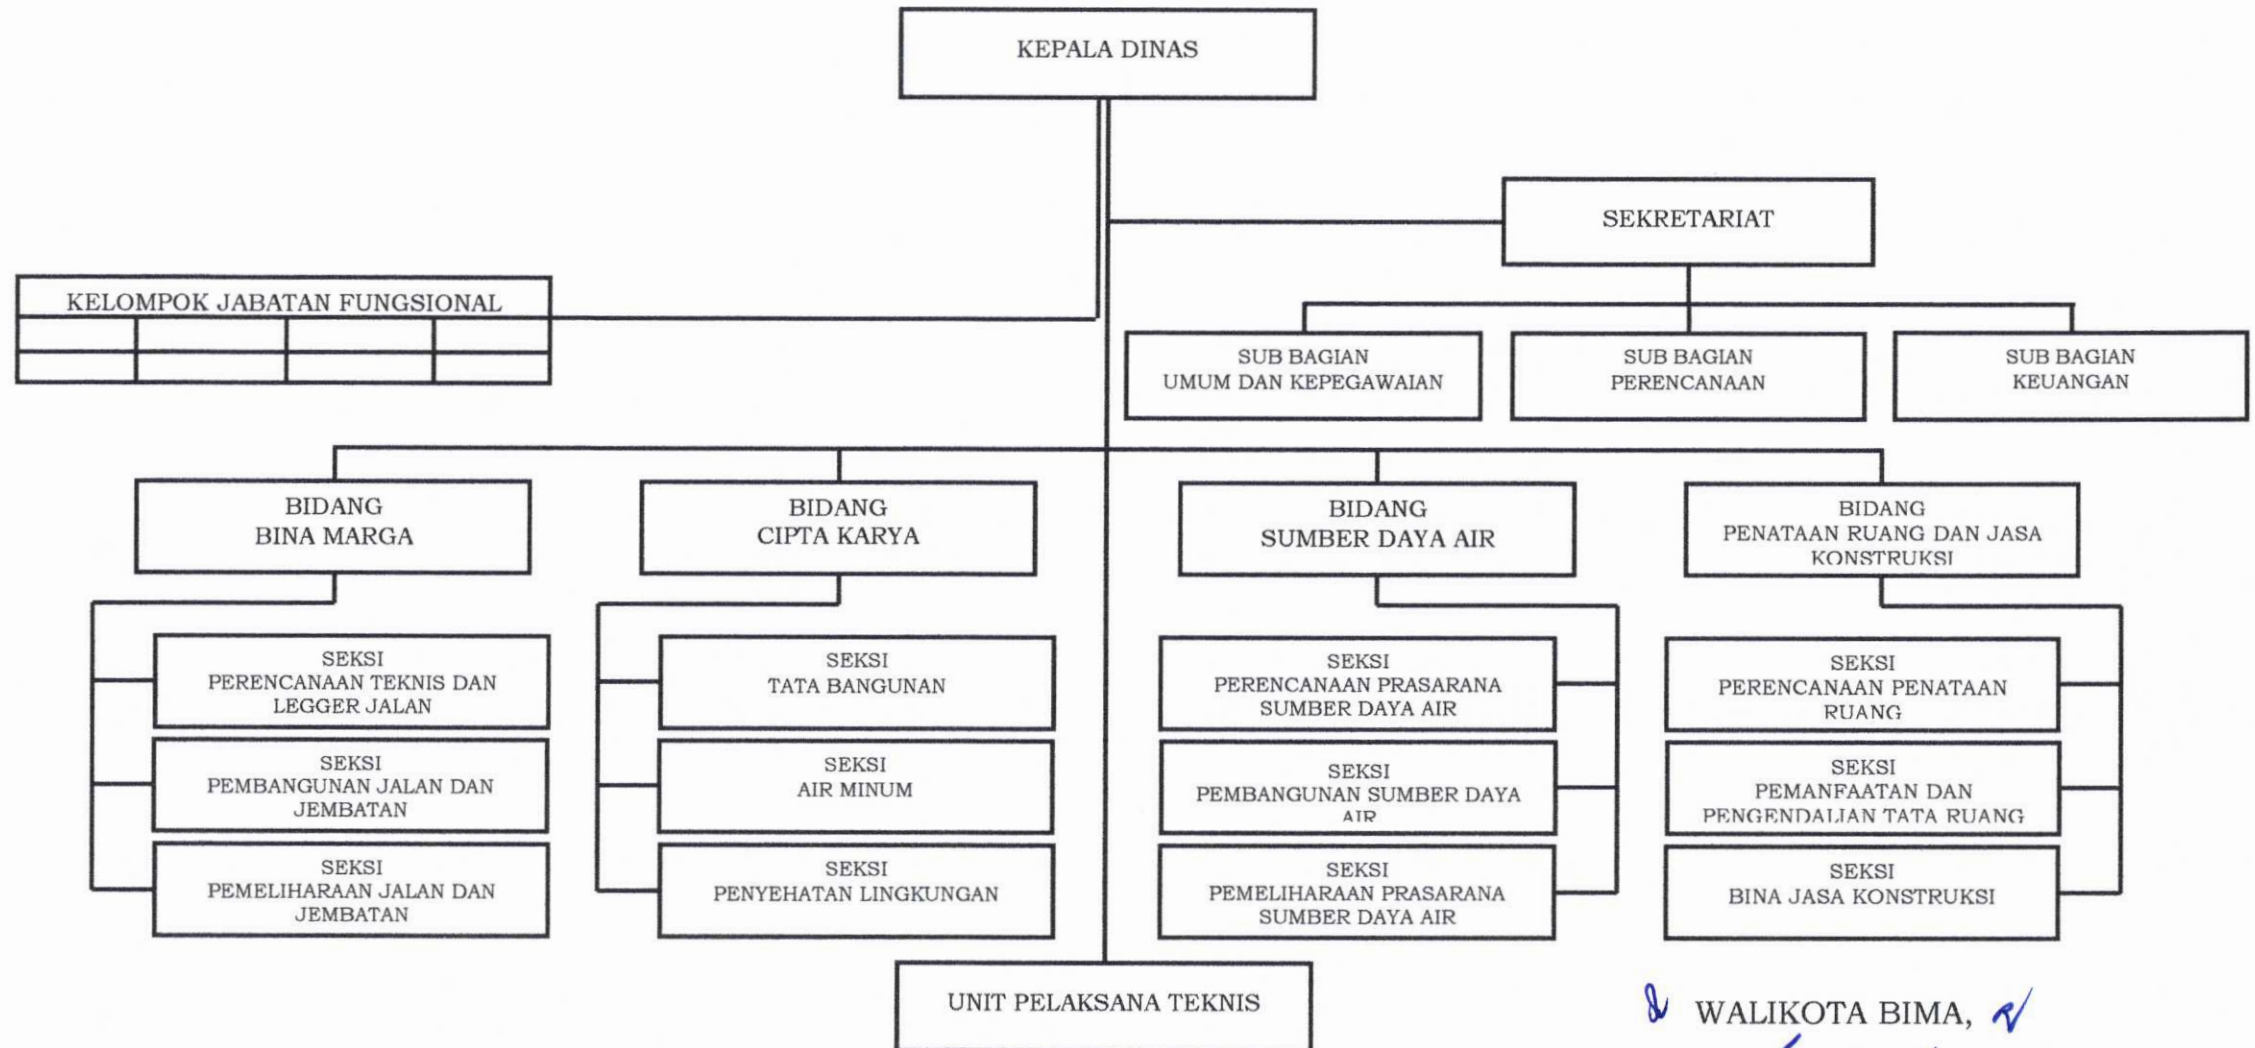 KEPALA DINAS
SEKRETARIAT
KELOMPOK JABATAN FUNGSIONAL
SUB BAGIAN
UMUM DAN KEPEGAWAIAN
SUB BAGIAN
PERENCANAAN
SUB BAGIAN
KEUANGAN
BIDANG
BINA MARGA
BIDANG
CIPTA KARYA
BIDANG
SUMBER DAYA AIR
BIDANG
PENATAAN RUANG DAN JASA
KONSTRUKSI
SEKSI
PERENCANAAN TEKNIS DAN
LEGGER JALAN
SEKSI
PEMBANGUNAN JALAN DAN
JEMBATAN
SEKSI
PEMELIHARAAN JALAN DAN
JEMBATAN
SEKSI
TATA BANGUNAN
SEKSI
AIR MINUM
SEKSI
PENYEHATAN LINGKUNGAN
SEKSI
PERENCANAAN PRASARANA
SUMBER DAYA AIR
SEKSI
PEMBANGUNAN SUMBER DAYA
AIR
SEKSI
PEMELIHARAAN PRASARANA
SUMBER DAYA AIR
SEKSI
PERENCANAAN PENATAAN
RUANG
SEKSI
PEMANFAATAN DAN
PENGENDALIAN TATA RUANG
SEKSI
BINA JASA KONSTRUKSI
UNIT PELAKSANA TEKNIS
WALIKOTA BIMA,